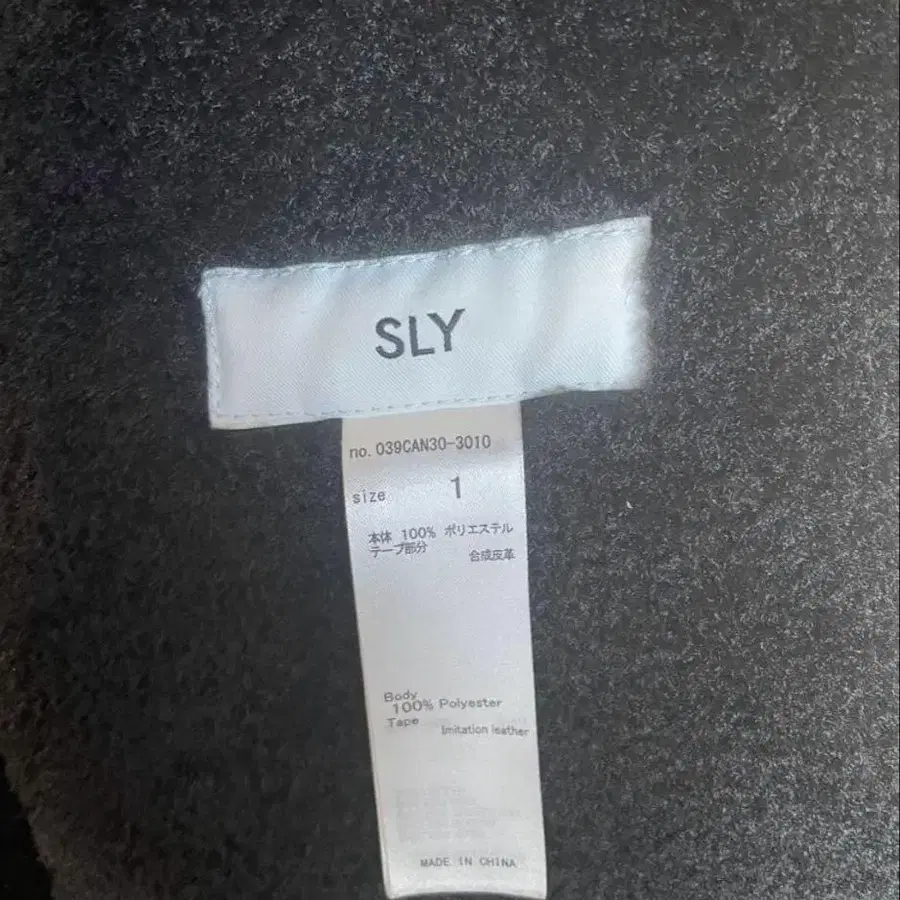 SLY
no. 039CAN30-3010
size 1
本体 100% ポリエステル
テープ部分 合成皮革
Body
100% Polyester
Tape
Imitation leather
MADE IN CHINA